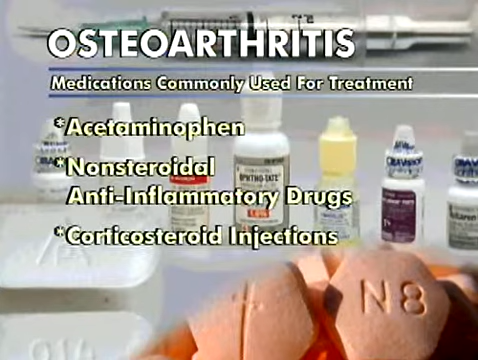 OSTEOARTHRITIS
Medications Commonly Used For Treatment
*Acetaminophen
*Nonsteroidal
Anti-Inflammatory Drugs
*Corticosteroid Injections
N8